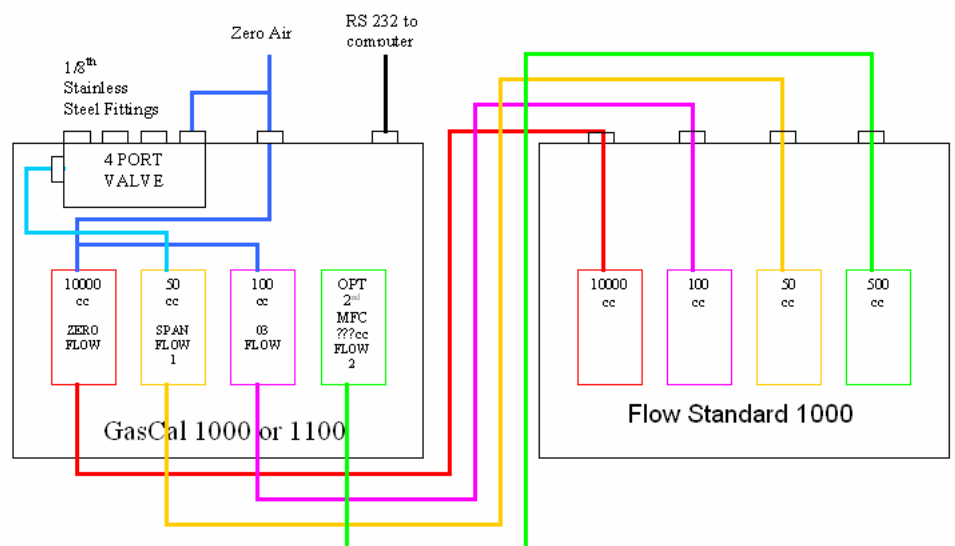 RS 232 to
computer
Zero Air
1/8th
Stainless
Steel Fittings
4 PORT
VALVE
10000
cc
ZERO
FLOW
50
cc
SPAN
FLOW
1
100
cc
03
FLOW
OPT
2nd
MFC
???cc
FLOW
2
GasCal 1000 or 1100
10000
cc
100
cc
50
cc
500
cc
Flow Standard 1000